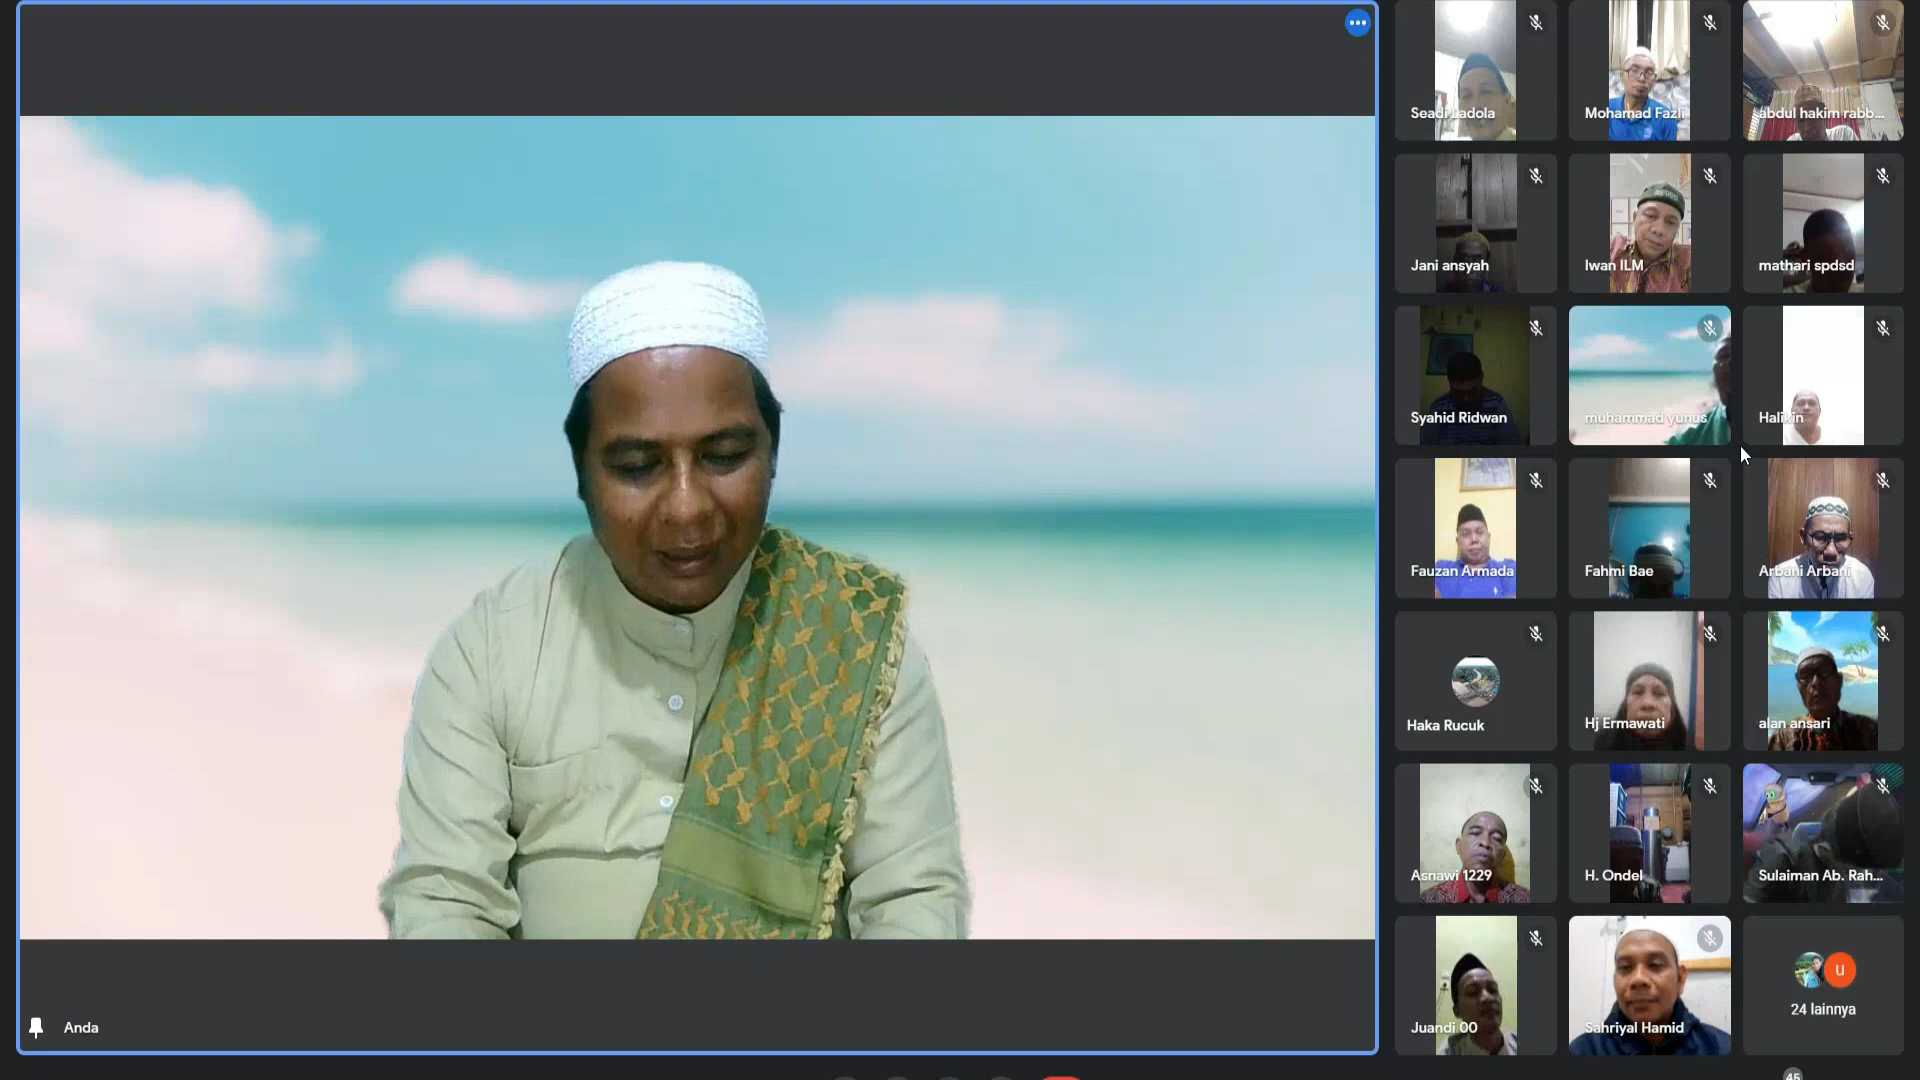 Seadi Ladola
Mohamad Fazli
abdul hakim rabb...
Jani ansyah
Iwan ILM
mathari spdsd
Syahid Ridwan
muhammad yunus
Halikin
Fauzan Armada
Fahmi Bae
Arbani Arbani
Haka Rucuk
Hj Ermawati
alan ansari
Asnawi 1229
H. Ondel
Sulaiman Ab. Rah...
Juandi 00
Sahriyal Hamid
u
24 lainnya
Anda
45